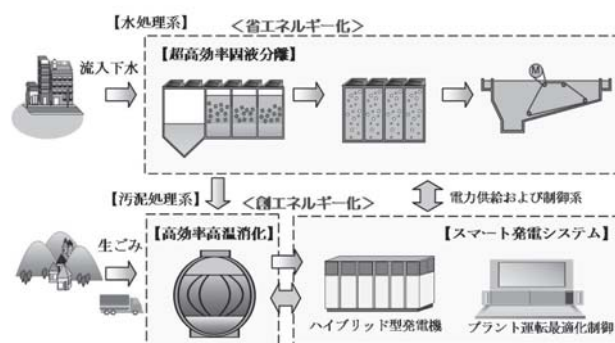 【水処理系】 ＜省エネルギー化＞
【超高効率固液分離】
流入下水
M
【汚泥処理系】 ＜創エネルギー化＞ 電力供給および制御系
生ごみ
【高効率高温消化】
【スマート発電システム】
ハイブリッド型発電機
プラント運転最適化制御